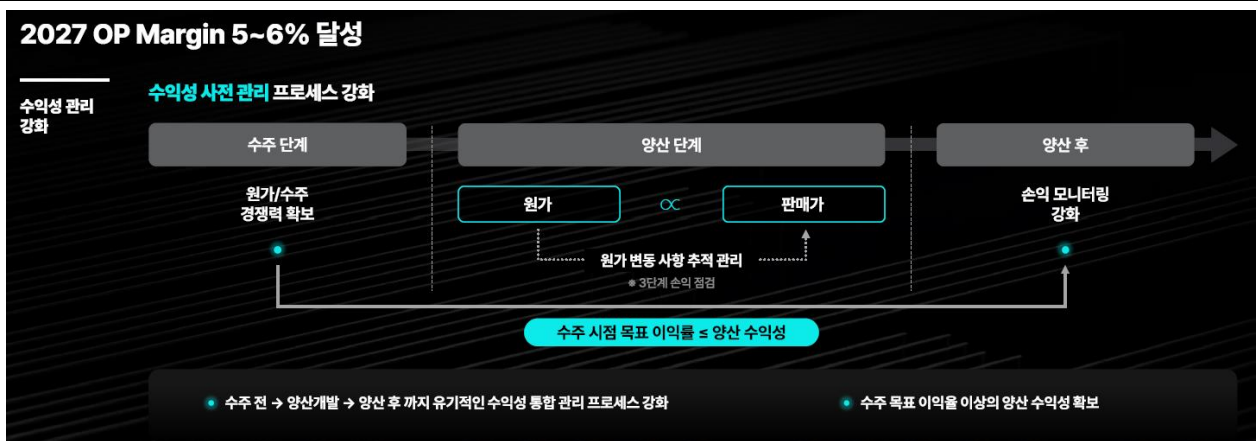 2027 OP Margin 5~6% 달성
수익성 관리
강화
수익성 사전 관리 프로세스 강화
수주 단계
양산 단계
양산 후
원가/수주
경쟁력 확보
원가
∝
판매가
손익 모니터링
강화
원가 변동 사항 추적 관리
※ 3단계 손익 점검
수주 시점 목표 이익률 ≤ 양산 수익성
수주 전 → 양산개발 → 양산 후 까지 유기적인 수익성 통합 관리 프로세스 강화
수주 목표 이익율 이상의 양산 수익성 확보